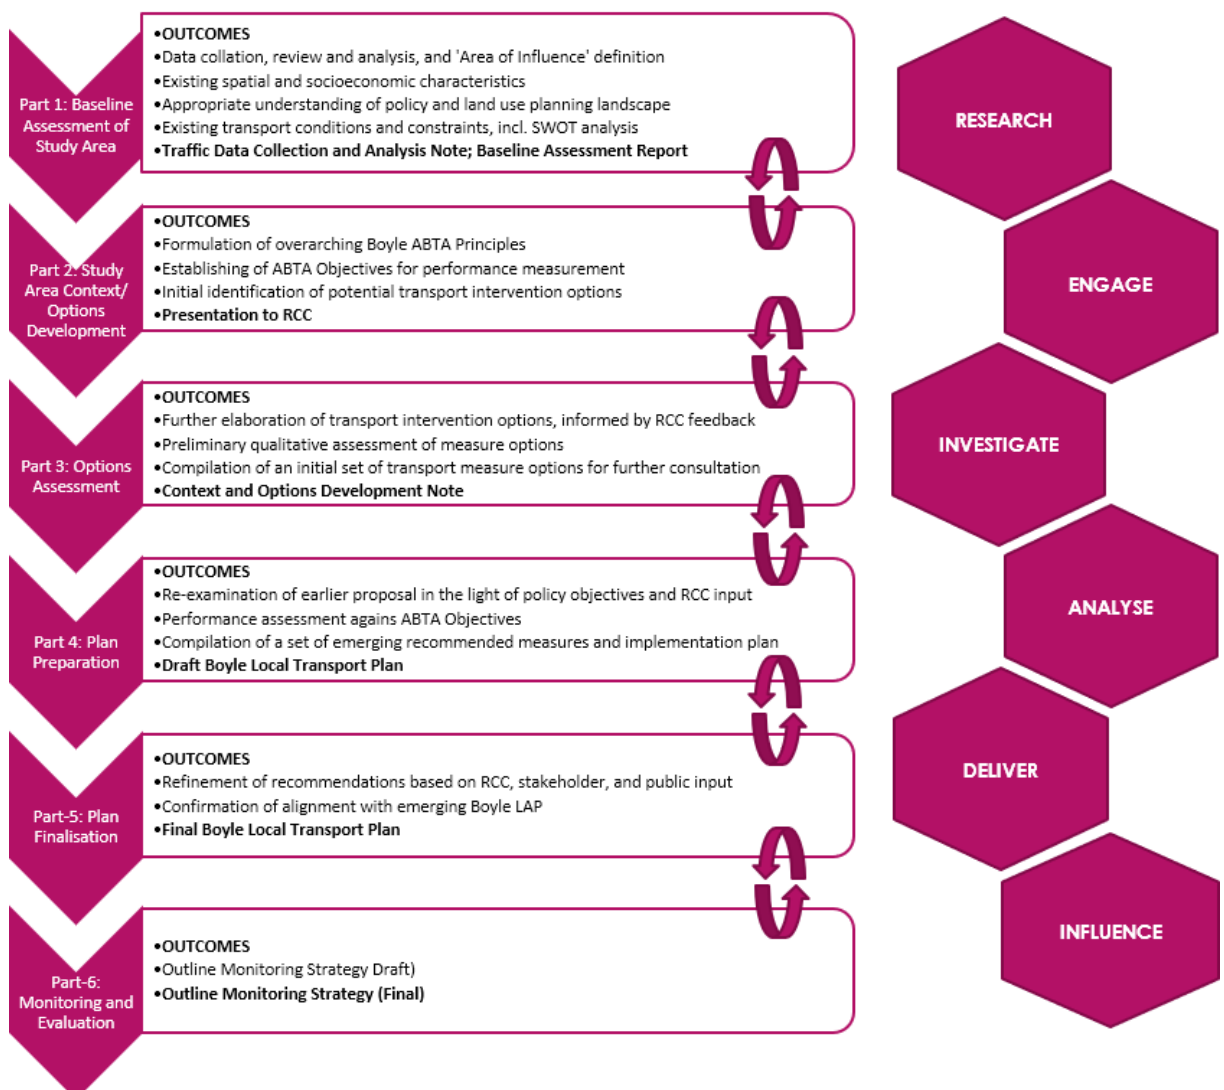 Part 1: Baseline
Assessment of
Study Area
•OUTCOMES
•Data collation, review and analysis, and 'Area of Influence' definition
•Existing spatial and socioeconomic characteristics
•Appropriate understanding of policy and land use planning landscape
•Existing transport conditions and constraints, incl. SWOT analysis
•Traffic Data Collection and Analysis Note; Baseline Assessment Report
Part 2: Study
Area Context/
Options
Development
•OUTCOMES
•Formulation of overarching Boyle ABTA Principles
•Establishing of ABTA Objectives for performance measurement
•Initial identification of potential transport intervention options
•Presentation to RCC
Part 3: Options
Assessment
•OUTCOMES
•Further elaboration of transport intervention options, informed by RCC feedback
•Preliminary qualitative assessment of measure options
•Compilation of an initial set of transport measure options for further consultation
•Context and Options Development Note
Part 4: Plan
Preparation
•OUTCOMES
•Re-examination of earlier proposal in the light of policy objectives and RCC input
•Performance assessment agains ABTA Objectives
•Compilation of a set of emerging recommended measures and implementation plan
•Draft Boyle Local Transport Plan
Part-5: Plan
Finalisation
•OUTCOMES
•Refinement of recommendations based on RCC, stakeholder, and public input
•Confirmation of alignment with emerging Boyle LAP
•Final Boyle Local Transport Plan
Part-6:
Monitoring and
Evaluation
•OUTCOMES
•Outline Monitoring Strategy Draft)
•Outline Monitoring Strategy (Final)
RESEARCH
ENGAGE
INVESTIGATE
ANALYSE
DELIVER
INFLUENCE